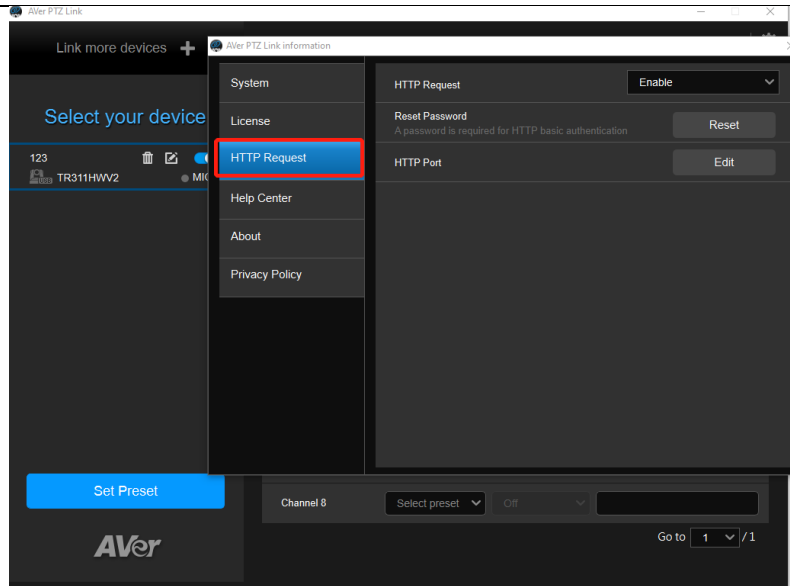 AVer PTZ Link
Link more devices
AVer PTZ Link information
System
License
HTTP Request
Help Center
About
Privacy Policy
HTTP Request
Enable
Reset Password
A password is required for HTTP basic authentication
Reset
HTTP Port
Edit
Select your device
123
TR311HWV2
Set Preset
Channel 8
Select preset
Off
Go to 1 /1
AVer